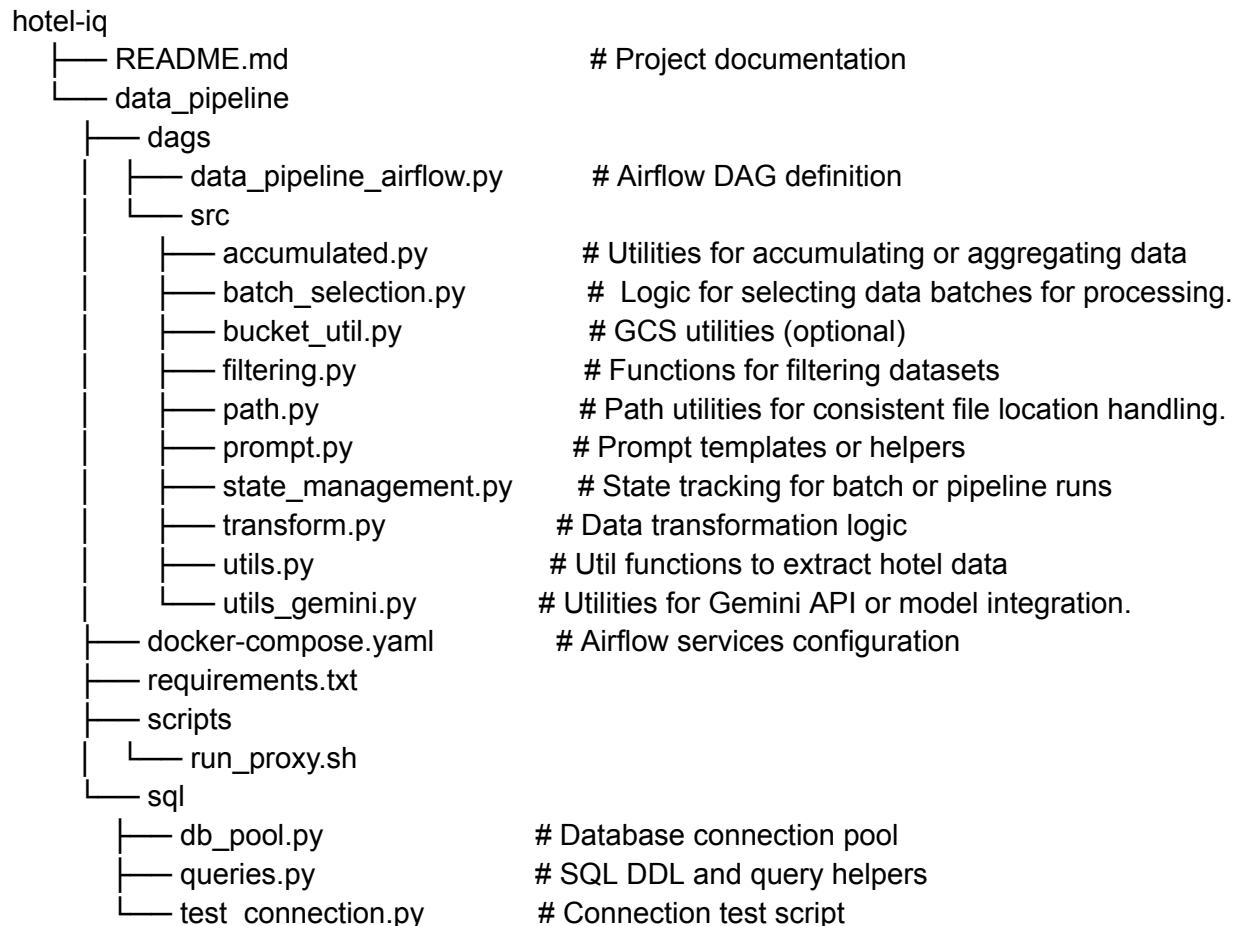 hotel-iq
├── README.md # Project documentation
└── data_pipeline
├── dags
│ ├── data_pipeline_airflow.py # Airflow DAG definition
│ └── src
│ ├── accumulated.py # Utilities for accumulating or aggregating data
│ ├── batch_selection.py # Logic for selecting data batches for processing.
│ ├── bucket_util.py # GCS utilities (optional)
│ ├── filtering.py # Functions for filtering datasets
│ ├── path.py # Path utilities for consistent file location handling.
│ ├── prompt.py # Prompt templates or helpers
│ ├── state_management.py # State tracking for batch or pipeline runs
│ ├── transform.py # Data transformation logic
│ ├── utils.py # Util functions to extract hotel data
│ └── utils_gemini.py # Utilities for Gemini API or model integration.
├── docker-compose.yaml # Airflow services configuration
├── requirements.txt
├── scripts
│ └── run_proxy.sh
└── sql
├── db_pool.py # Database connection pool
├── queries.py # SQL DDL and query helpers
└── test_connection.py # Connection test script